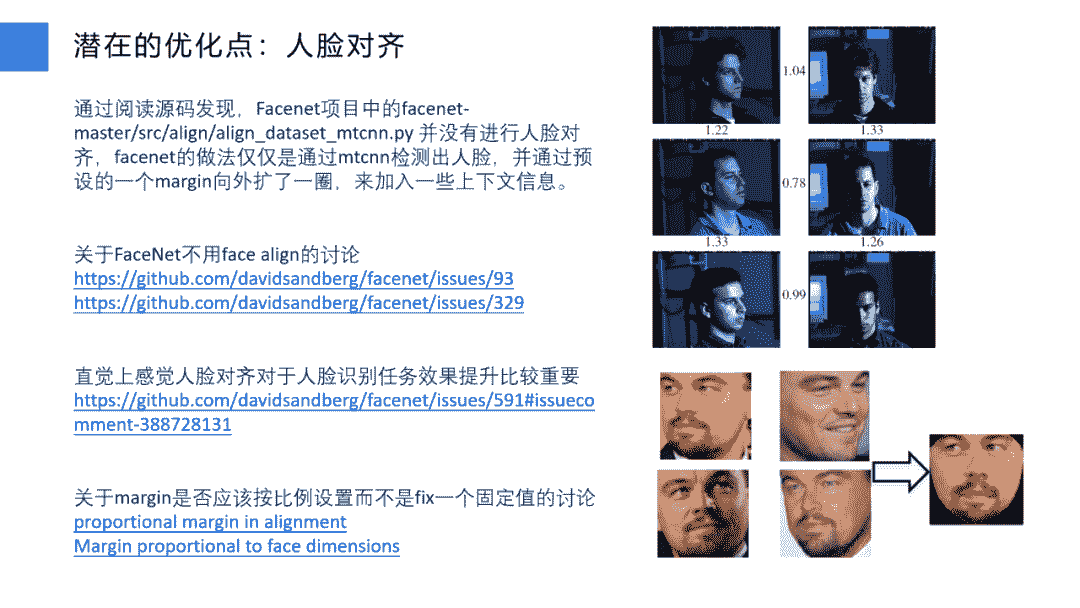 潜在的优化点：人脸对齐
通过阅读源码发现，Facenet项目中的facenet-
master/src/align/align_dataset_mtcnn.py 并没有进行人脸对
齐，facenet的做法仅仅是通过mtcnn检测出人脸，并通过预
设的一个margin向外扩了一圈，来加入一些上下文信息。
关于FaceNet不用face align的讨论
https://github.com/davidsandberg/facenet/issues/93
https://github.com/davidsandberg/facenet/issues/329
直觉上感觉人脸对齐对于人脸识别任务效果提升比较重要
https://github.com/davidsandberg/facenet/issues/591#issueco
mment-388728131
关于margin是否应该按比例设置而不是fix一个固定值的讨论
proportional margin in alignment
Margin proportional to face dimensions
1.04
1.22
1.33
0.78
1.33
1.26
0.99